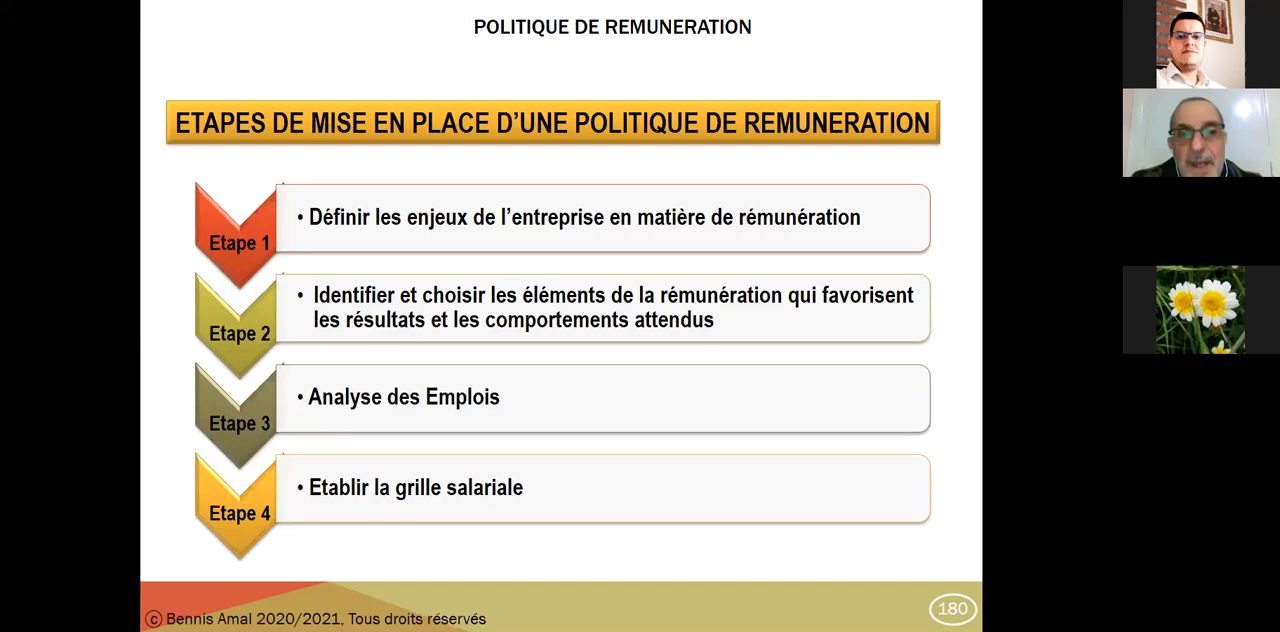 POLITIQUE DE REMUNERATION
ETAPES DE MISE EN PLACE D’UNE POLITIQUE DE REMUNERATION
Etape 1
• Définir les enjeux de l’entreprise en matière de rémunération
Etape 2
• Identifier et choisir les éléments de la rémunération qui favorisent
les résultats et les comportements attendus
Etape 3
• Analyse des Emplois
Etape 4
• Etablir la grille salariale
© Bennis Amal 2020/2021, Tous droits réservés
180